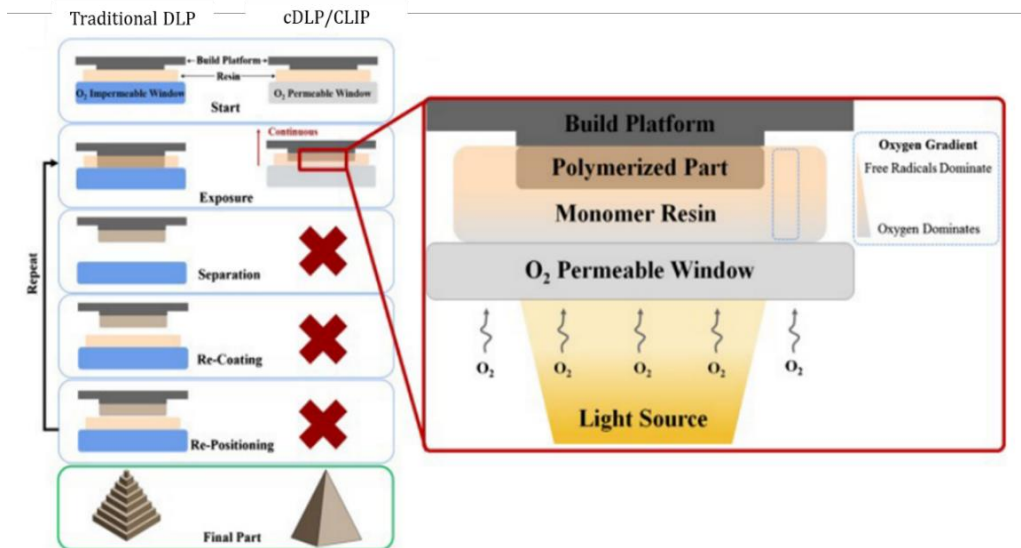 Traditional DLP
cDLP/CLIP
Build Platform
Resin
O₂ Impermeable Window
O₂ Permeable Window
Start
Continuous
Exposure
Separation
Re-Coating
Re-Positioning
Repeat
Final Part
Build Platform
Polymerized Part
Monomer Resin
O₂ Permeable Window
O₂ O₂ O₂ O₂ O₂
Light Source
Oxygen Gradient
Free Radicals Dominate
Oxygen Dominates